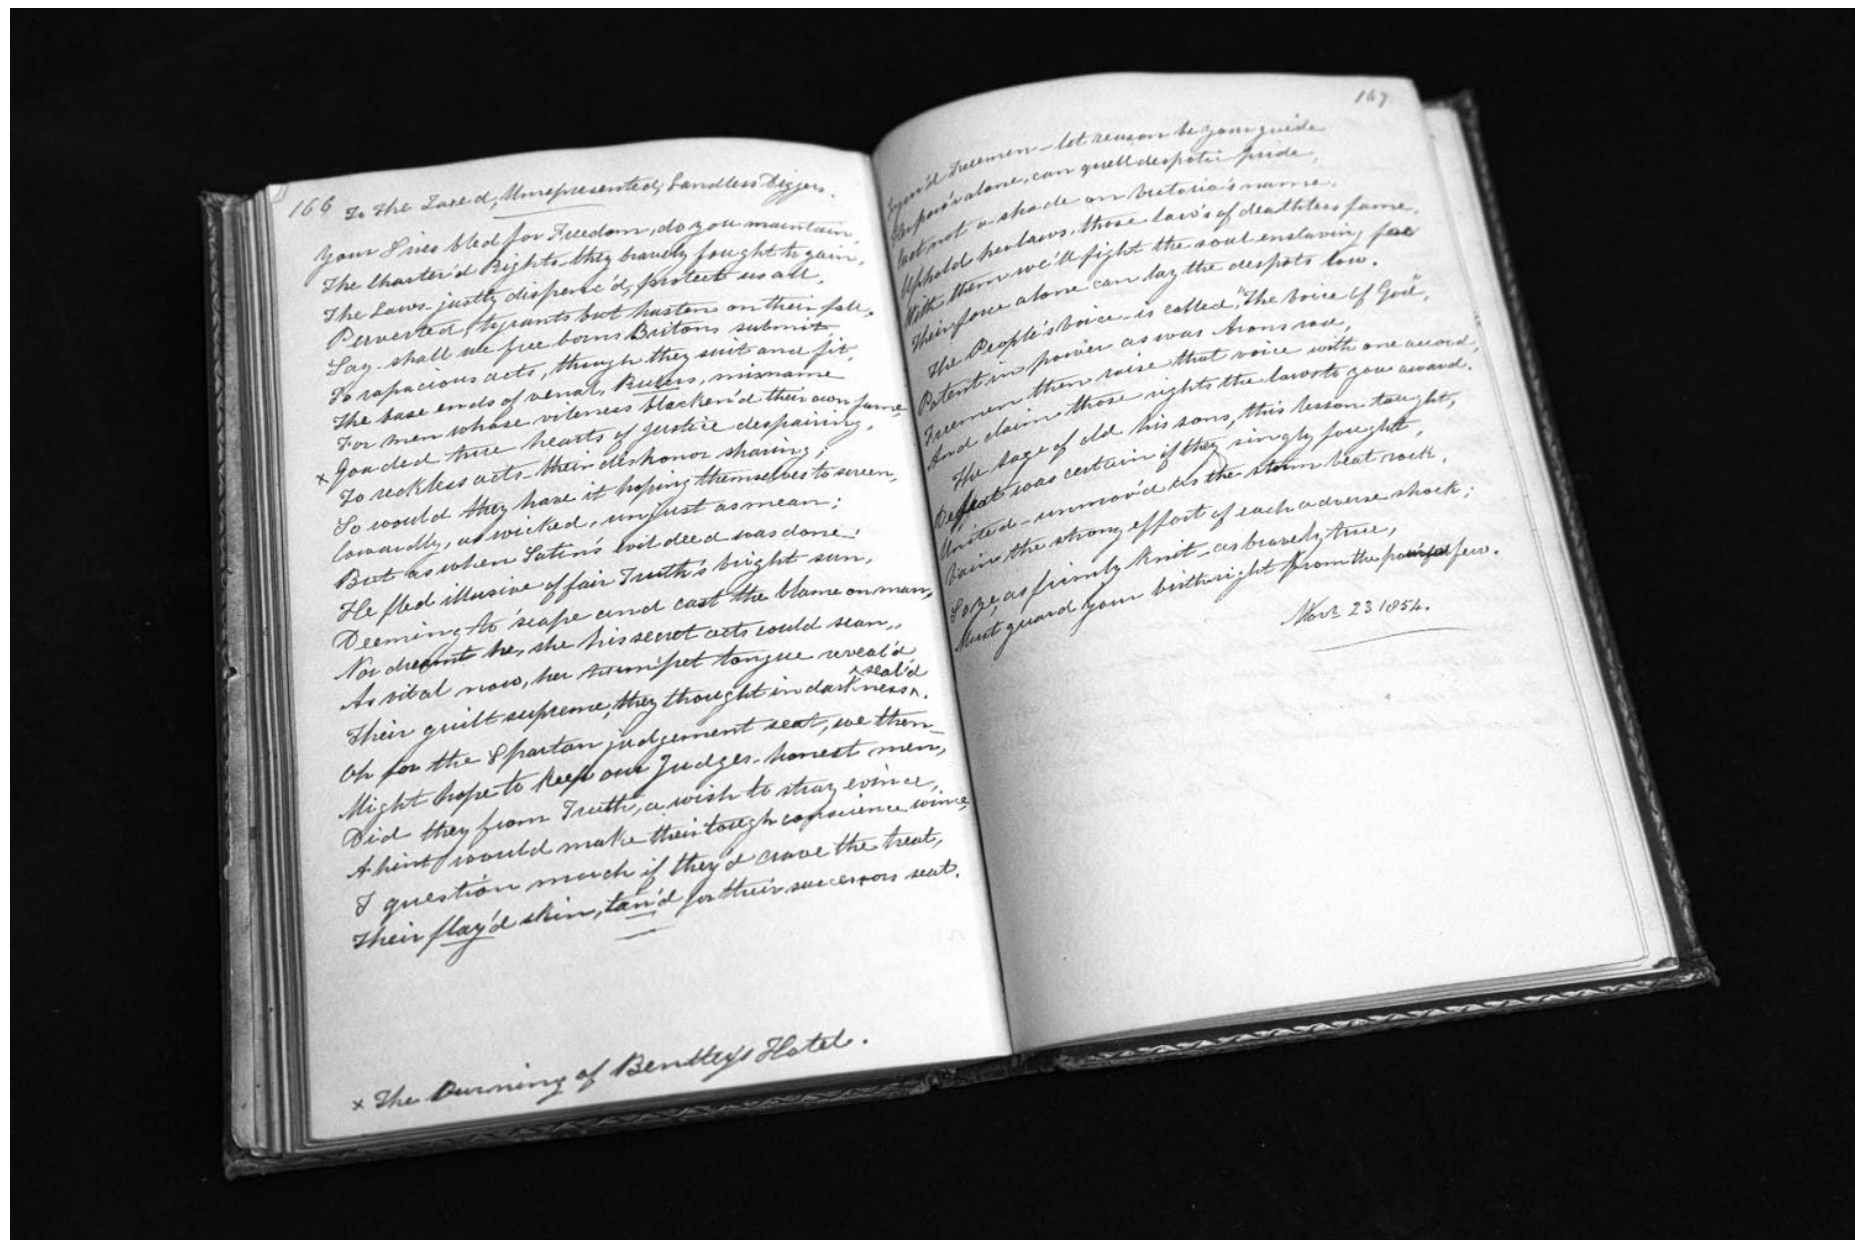 166 To The Taxed, Unrepresented, Landless Diggers.
Your Sires bled for Freedom, do you maintain,
The Charter'd Rights they bravely fought to gain,
The Laws justly dispens'd, protect us all,
Perverted, tyrants but hasten on their fall.
Say shall we free born Britons submit
To rapacious acts, though they suit and fit,
The base ends of venal, Rulers, misname
For men whose vileness blacken'd their own fame,
x Goaded true hearts of justice despairing,
To reckless acts their dishonor sharing;
So would they have it hoping themselves to screen,
Cowardly, as wicked, unjust as mean;
But as when Satin's evil deed was done.
He fled illusive of fair Truth's bright sun,
Deeming to 'scape and cast the blame on man,
Nor dreamt he, she his secret acts could scan,
As vital now, her trumpet tongue reveal'd
Their guilt supreme, they thought in darkness seal'd.
Oh for the Spartan judgement seat, we then
Might hope to keep our Judges honest men,
Did they from Truth, a wish to stray evince,
A hint would make their tough conscience wince,
I question much if they'd crave the treat,
Their flay'd skin, tan'd for their successors seat.
x The Burning of Bentley's Hotel.
167
Freemen let reason be your guide
alone, can quell despotic pride,
not a shade on Victoria's name,
Uphold her laws, those laws of deathless fame.
With them we'll fight the soul enslaving foe
Their force alone can lay the despots low.
The People's voice is called, "The Voice Of God",
Potent in power as was Arons rod,
Freemen then raise that voice with one accord,
And claim those rights the laws to you award.
The Sage of old his sons, this lesson taught,
Defeat was certain if they singly fought,
United unmov'd as the storm beat rock,
Vain the strong effort of each adverse shock;
So ye, as firmly knit as bravely true,
Must guard your birthright from the few.
Novr 23 1854.